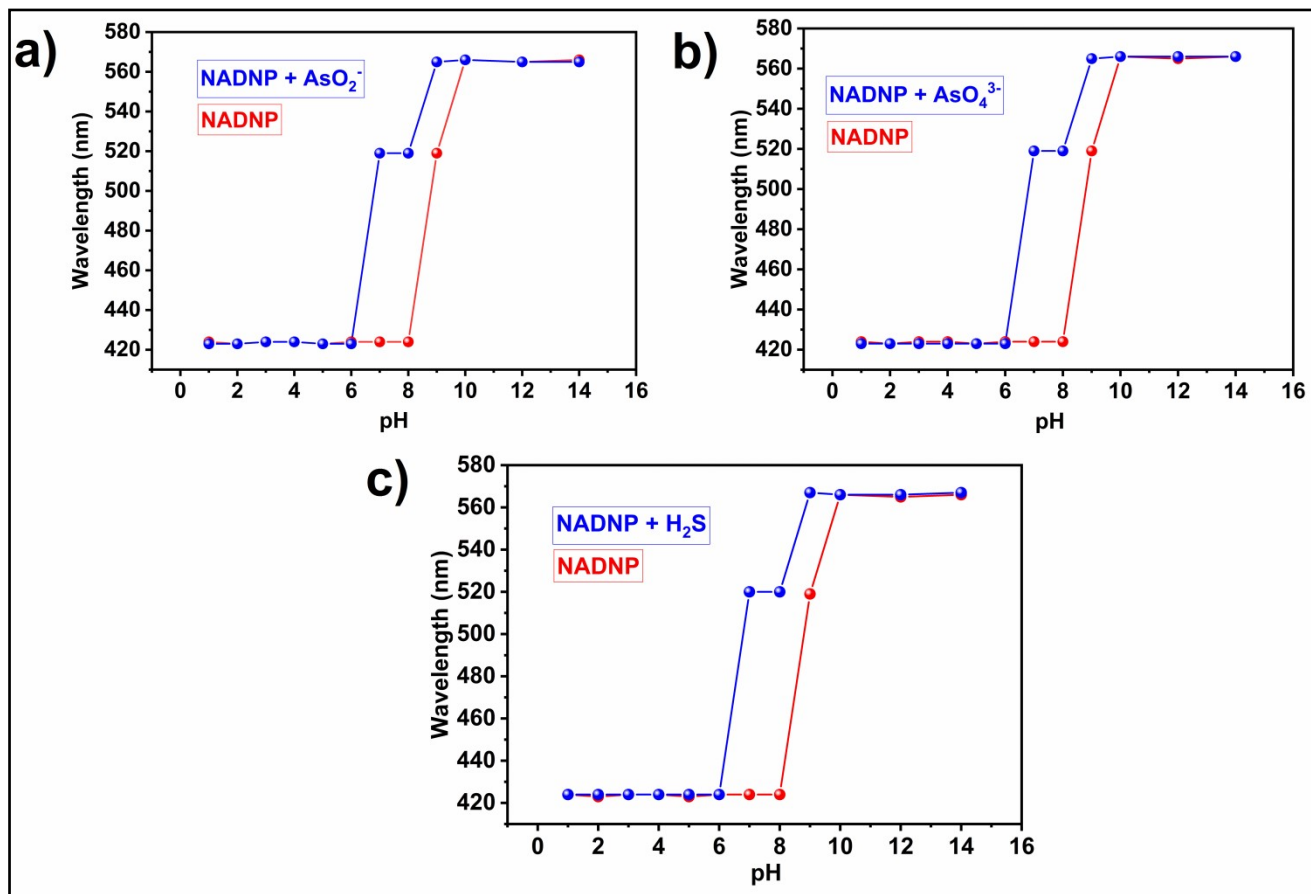 a)
580
560
540
520
500
480
460
440
420
Wavelength (nm)
NADNP + AsO₂⁻
NADNP
0 2 4 6 8 10 12 14 16
pH
b)
580
560
540
520
500
480
460
440
420
Wavelength (nm)
NADNP + AsO₄³⁻
NADNP
0 2 4 6 8 10 12 14 16
pH
c)
580
560
540
520
500
480
460
440
420
Wavelength (nm)
NADNP + H₂S
NADNP
0 2 4 6 8 10 12 14 16
pH